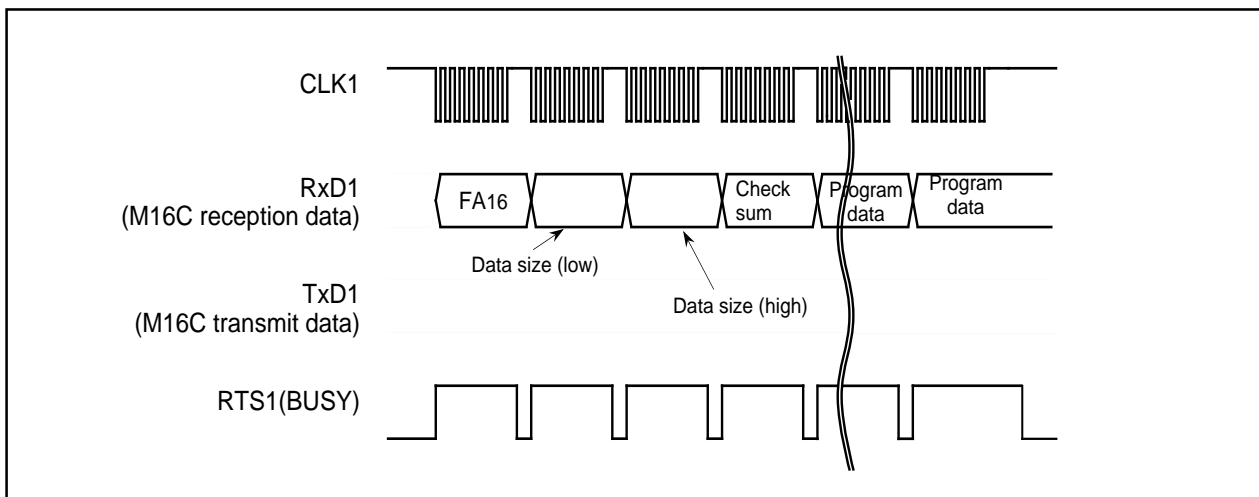 CLK1
RxD1
(M16C reception data)
FA16
Check
sum
Program
data
Program
data
Data size (low)
Data size (high)
TxD1
(M16C transmit data)
RTS1(BUSY)